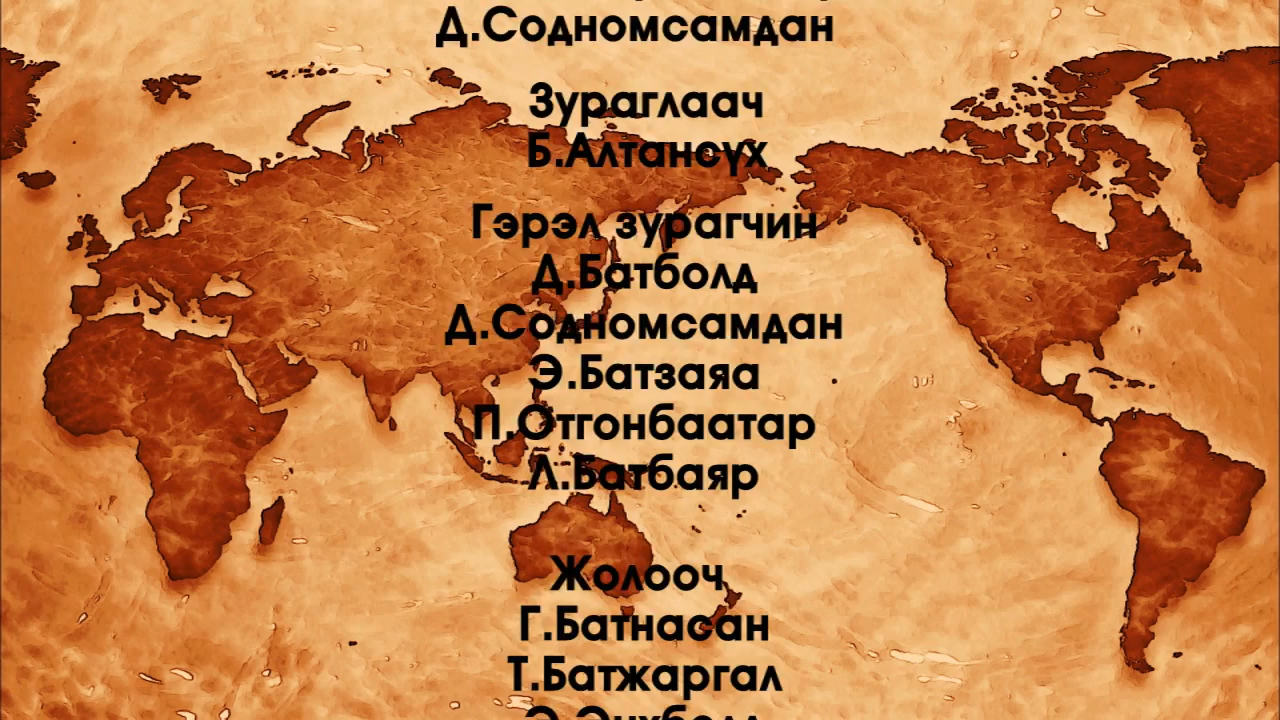 Д.Содномсамдан
Зураглаач
Б.Алтансүх
Гэрэл зурагчин
Д.Батболд
Д.Содномсамдан
Э.Батзаяа
П.Отгонбаатар
Л.Батбаяр
Жолооч
Г.Батнасан
Т.Батжаргал